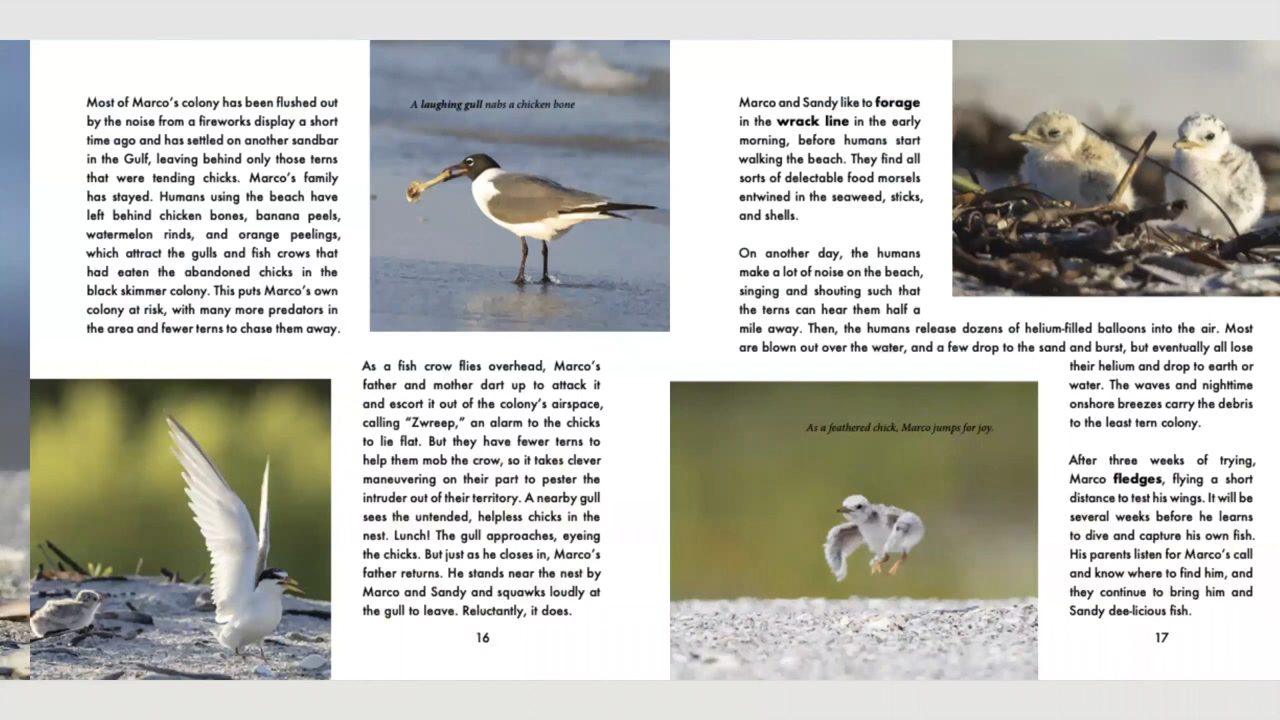 Most of Marco's colony has been flushed out
by the noise from a fireworks display a short
time ago and has settled on another sandbar
in the Gulf, leaving behind only those terns
that were tending chicks. Marco's family
has stayed. Humans using the beach have
left behind chicken bones, banana peels,
watermelon rinds, and orange peelings,
which attract the gulls and fish crows that
had eaten the abandoned chicks in the
black skimmer colony. This puts Marco's own
colony at risk, with many more predators in
the area and fewer terns to chase them away.
A laughing gull nabs a chicken bone
As a fish crow flies overhead, Marco's
father and mother dart up to attack it
and escort it out of the colony's airspace,
calling "Zwreep," an alarm to the chicks
to lie flat. But they have fewer terns to
help them mob the crow, so it takes clever
maneuvering on their part to pester the
intruder out of their territory. A nearby gull
sees the untended, helpless chicks in the
nest. Lunch! The gull approaches, eyeing
the chicks. But just as he closes in, Marco's
father returns. He stands near the nest by
Marco and Sandy and squawks loudly at
the gull to leave. Reluctantly, it does.
16
Marco and Sandy like to forage
in the wrack line in the early
morning, before humans start
walking the beach. They find all
sorts of delectable food morsels
entwined in the seaweed, sticks,
and shells.
On another day, the humans
make a lot of noise on the beach,
singing and shouting such that
the terns can hear them half a
mile away. Then, the humans release dozens of helium-filled balloons into the air. Most
are blown out over the water, and a few drop to the sand and burst, but eventually all lose
their helium and drop to earth or
water. The waves and nighttime
onshore breezes carry the debris
to the least tern colony.
As a feathered chick, Marco jumps for joy.
After three weeks of trying,
Marco fledges, flying a short
distance to test his wings. It will be
several weeks before he learns
to dive and capture his own fish.
His parents listen for Marco's call
and know where to find him, and
they continue to bring him and
Sandy dee-licious fish.
17